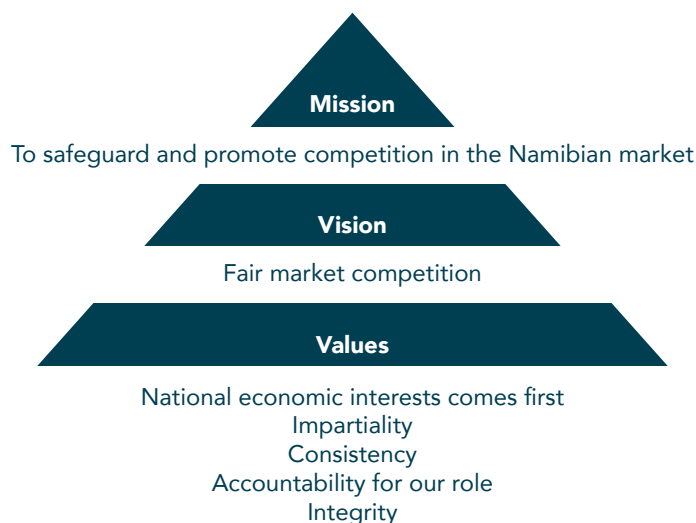 Mission
To safeguard and promote competition in the Namibian market
Vision
Fair market competition
Values
National economic interests comes first
Impartiality
Consistency
Accountability for our role
Integrity